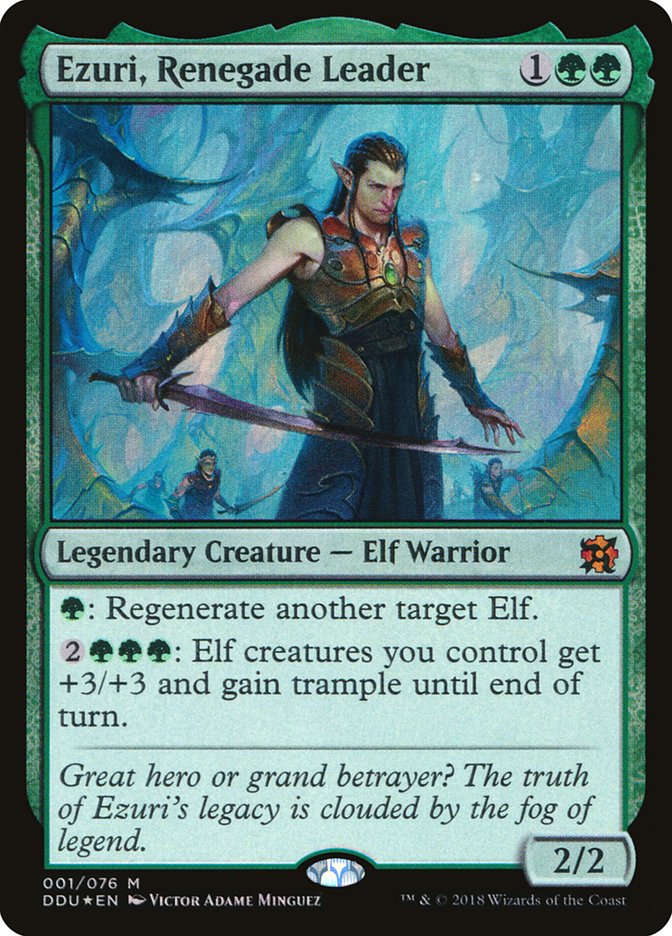 Ezuri, Renegade Leader 1
Legendary Creature — Elf Warrior
: Regenerate another target Elf.
2: Elf creatures you control get
+3/+3 and gain trample until end of
turn.
Great hero or grand betrayer? The truth
of Ezuri's legacy is clouded by the fog of
legend.
2/2
001/076 M
DDU★EN Victor Adame Minguez
™ & © 2018 Wizards of the Coast